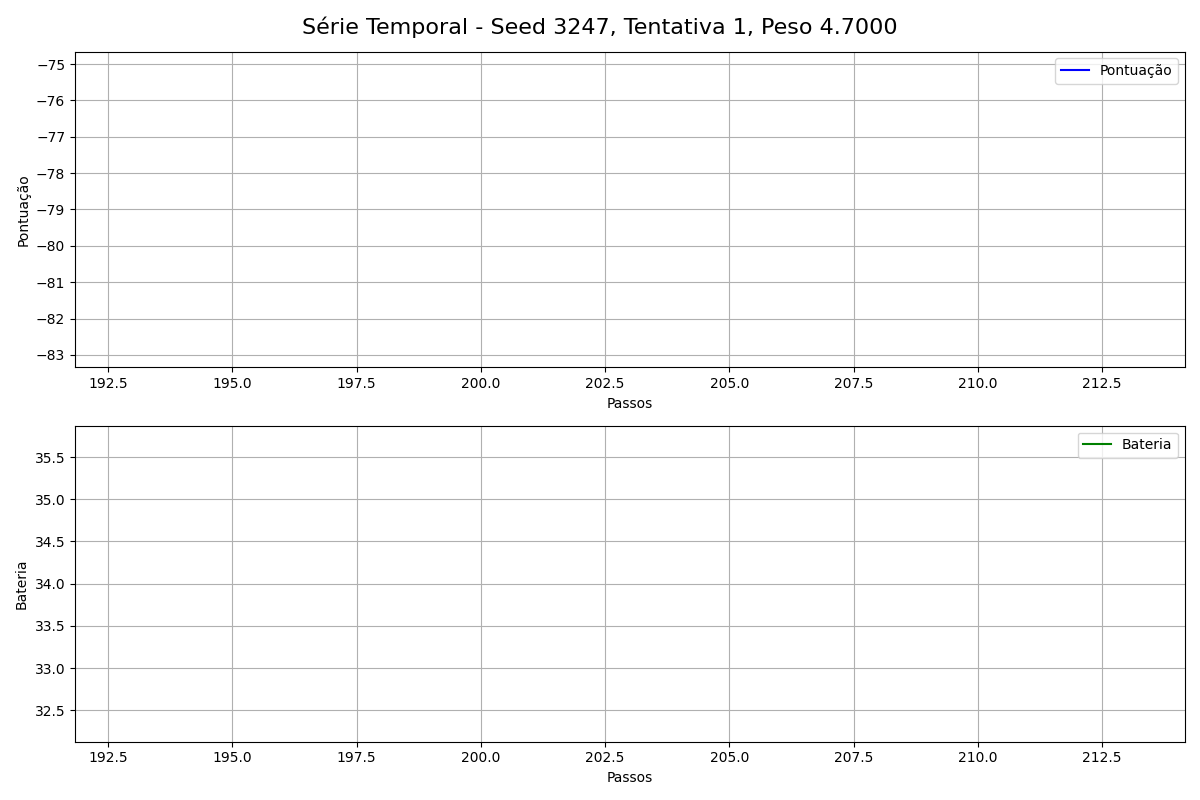 Série Temporal - Seed 3247, Tentativa 1, Peso 4.7000
Pontuação
−75
−76
−77
−78
−79
−80
−81
−82
−83
Pontuação
192.5 195.0 197.5 200.0 202.5 205.0 207.5 210.0 212.5
Passos
Bateria
35.5
35.0
34.5
34.0
33.5
33.0
32.5
Bateria
192.5 195.0 197.5 200.0 202.5 205.0 207.5 210.0 212.5
Passos